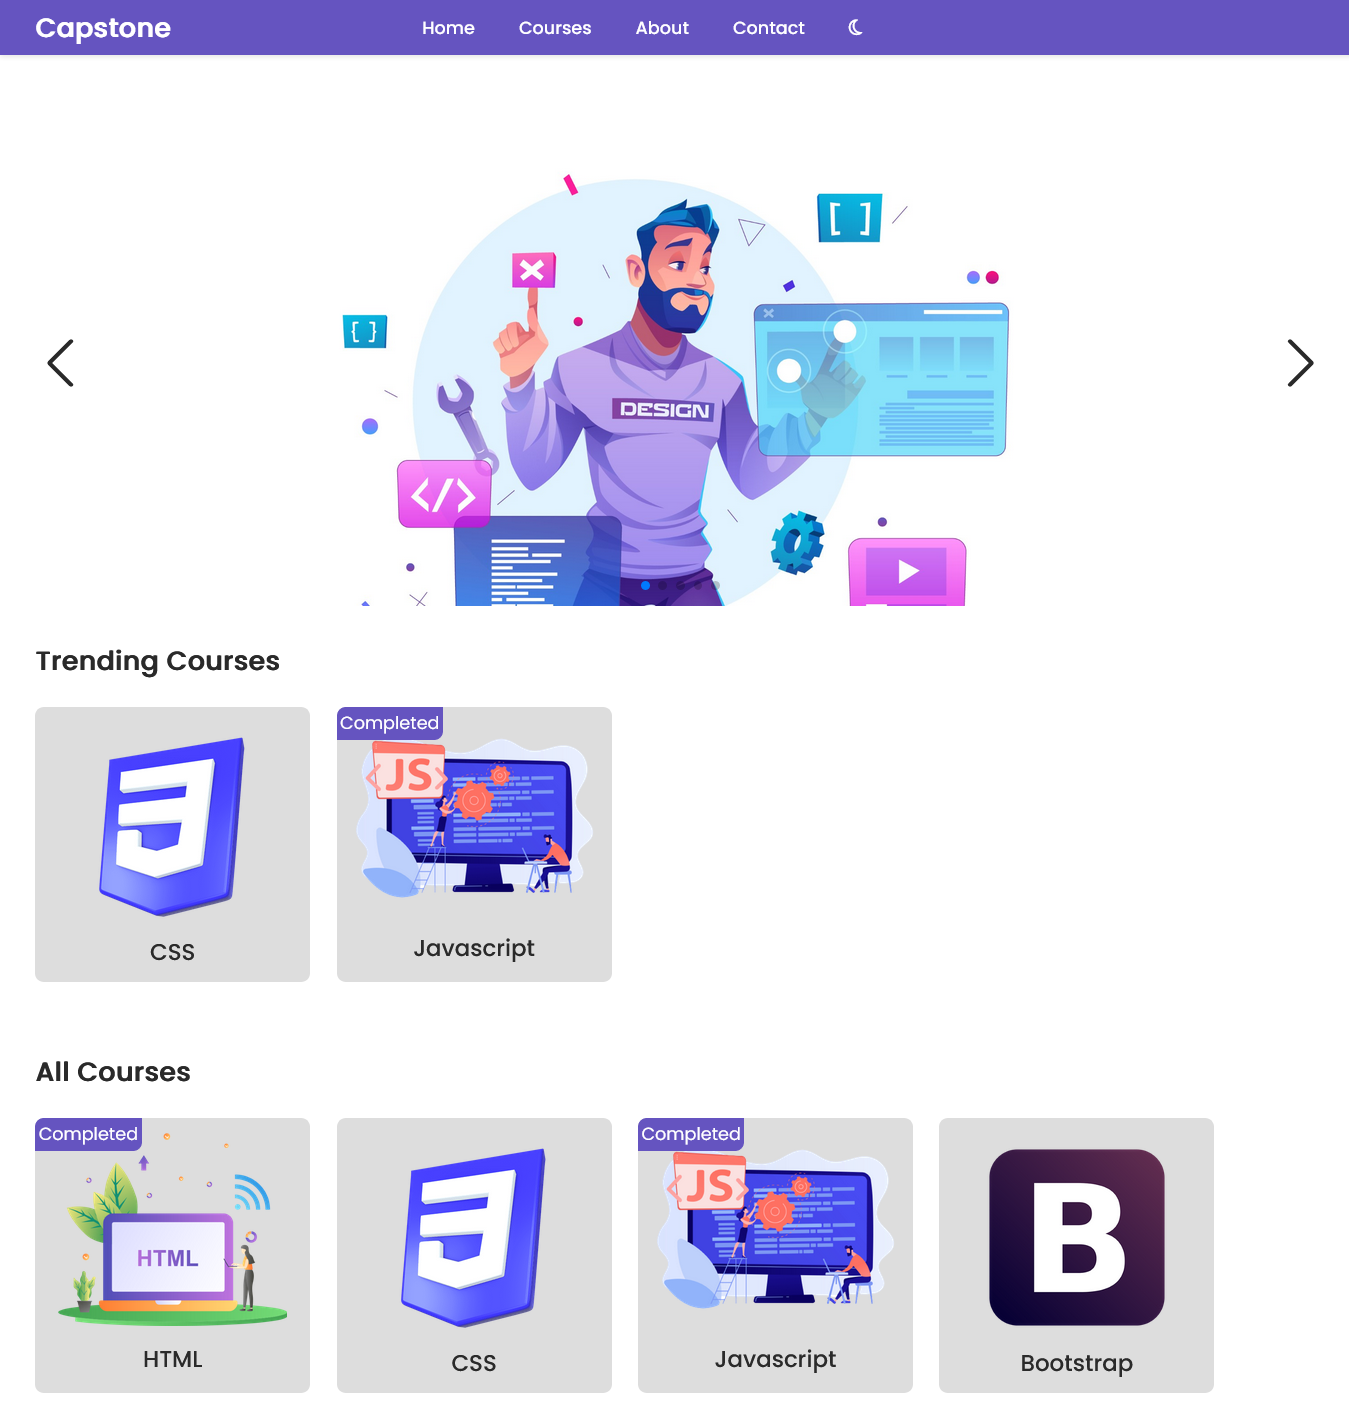 Capstone
Home Courses About Contact
[ ]
{ }
DESIGN
</>
Trending Courses
Completed
JS
CSS
Javascript
All Courses
Completed
Completed
HTML
JS
B
HTML
CSS
Javascript
Bootstrap